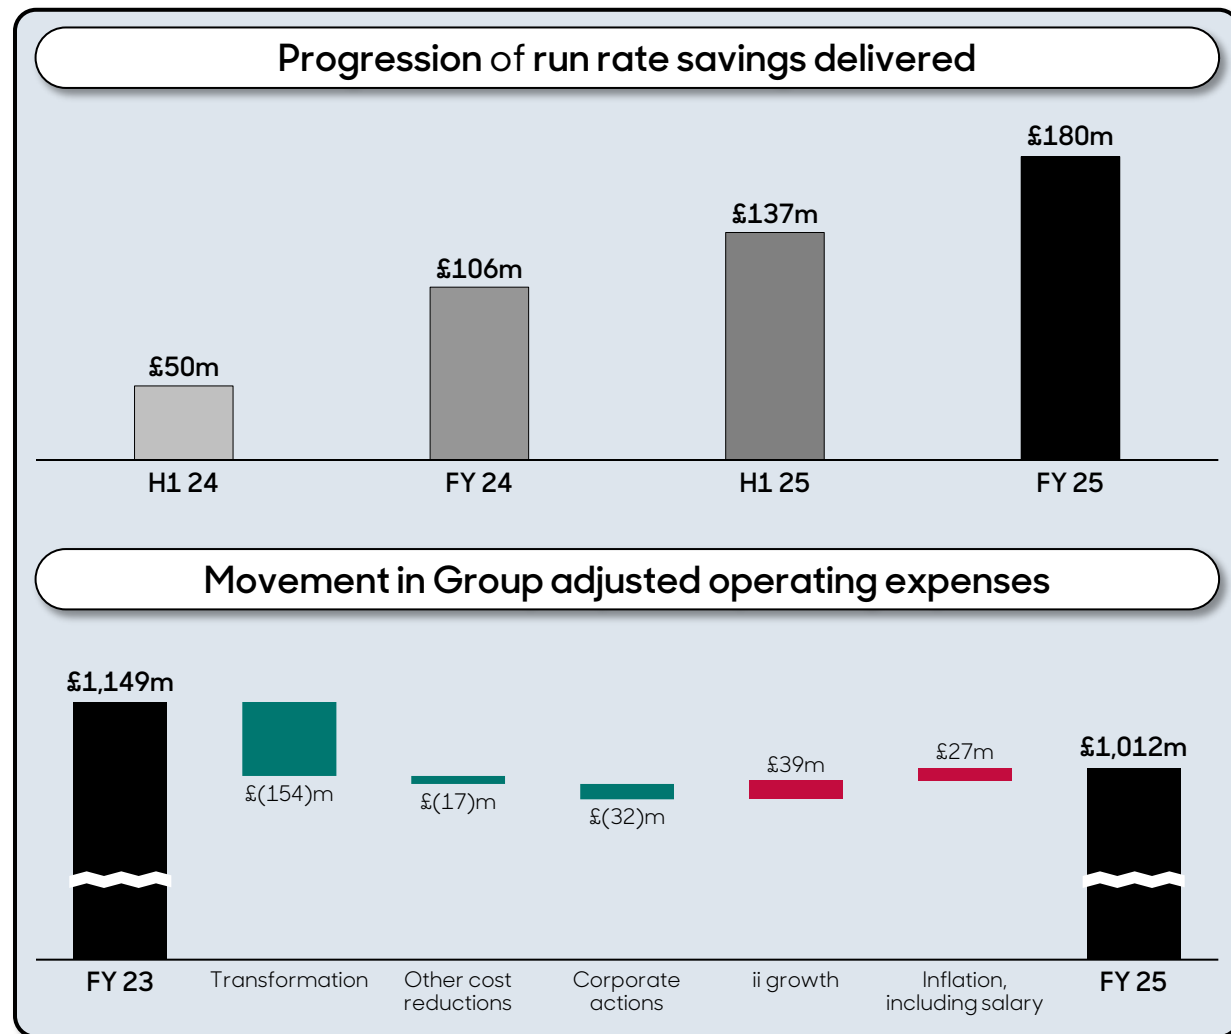 Progression of run rate savings delivered
£180m
£137m
£106m
£50m
H1 24
FY 24
H1 25
FY 25
Movement in Group adjusted operating expenses
£1,149m
£(154)m
£(17)m
£(32)m
£39m
£27m
£1,012m
FY 23
Transformation
Other cost
reductions
Corporate
actions
ii growth
Inflation,
including salary
FY 25